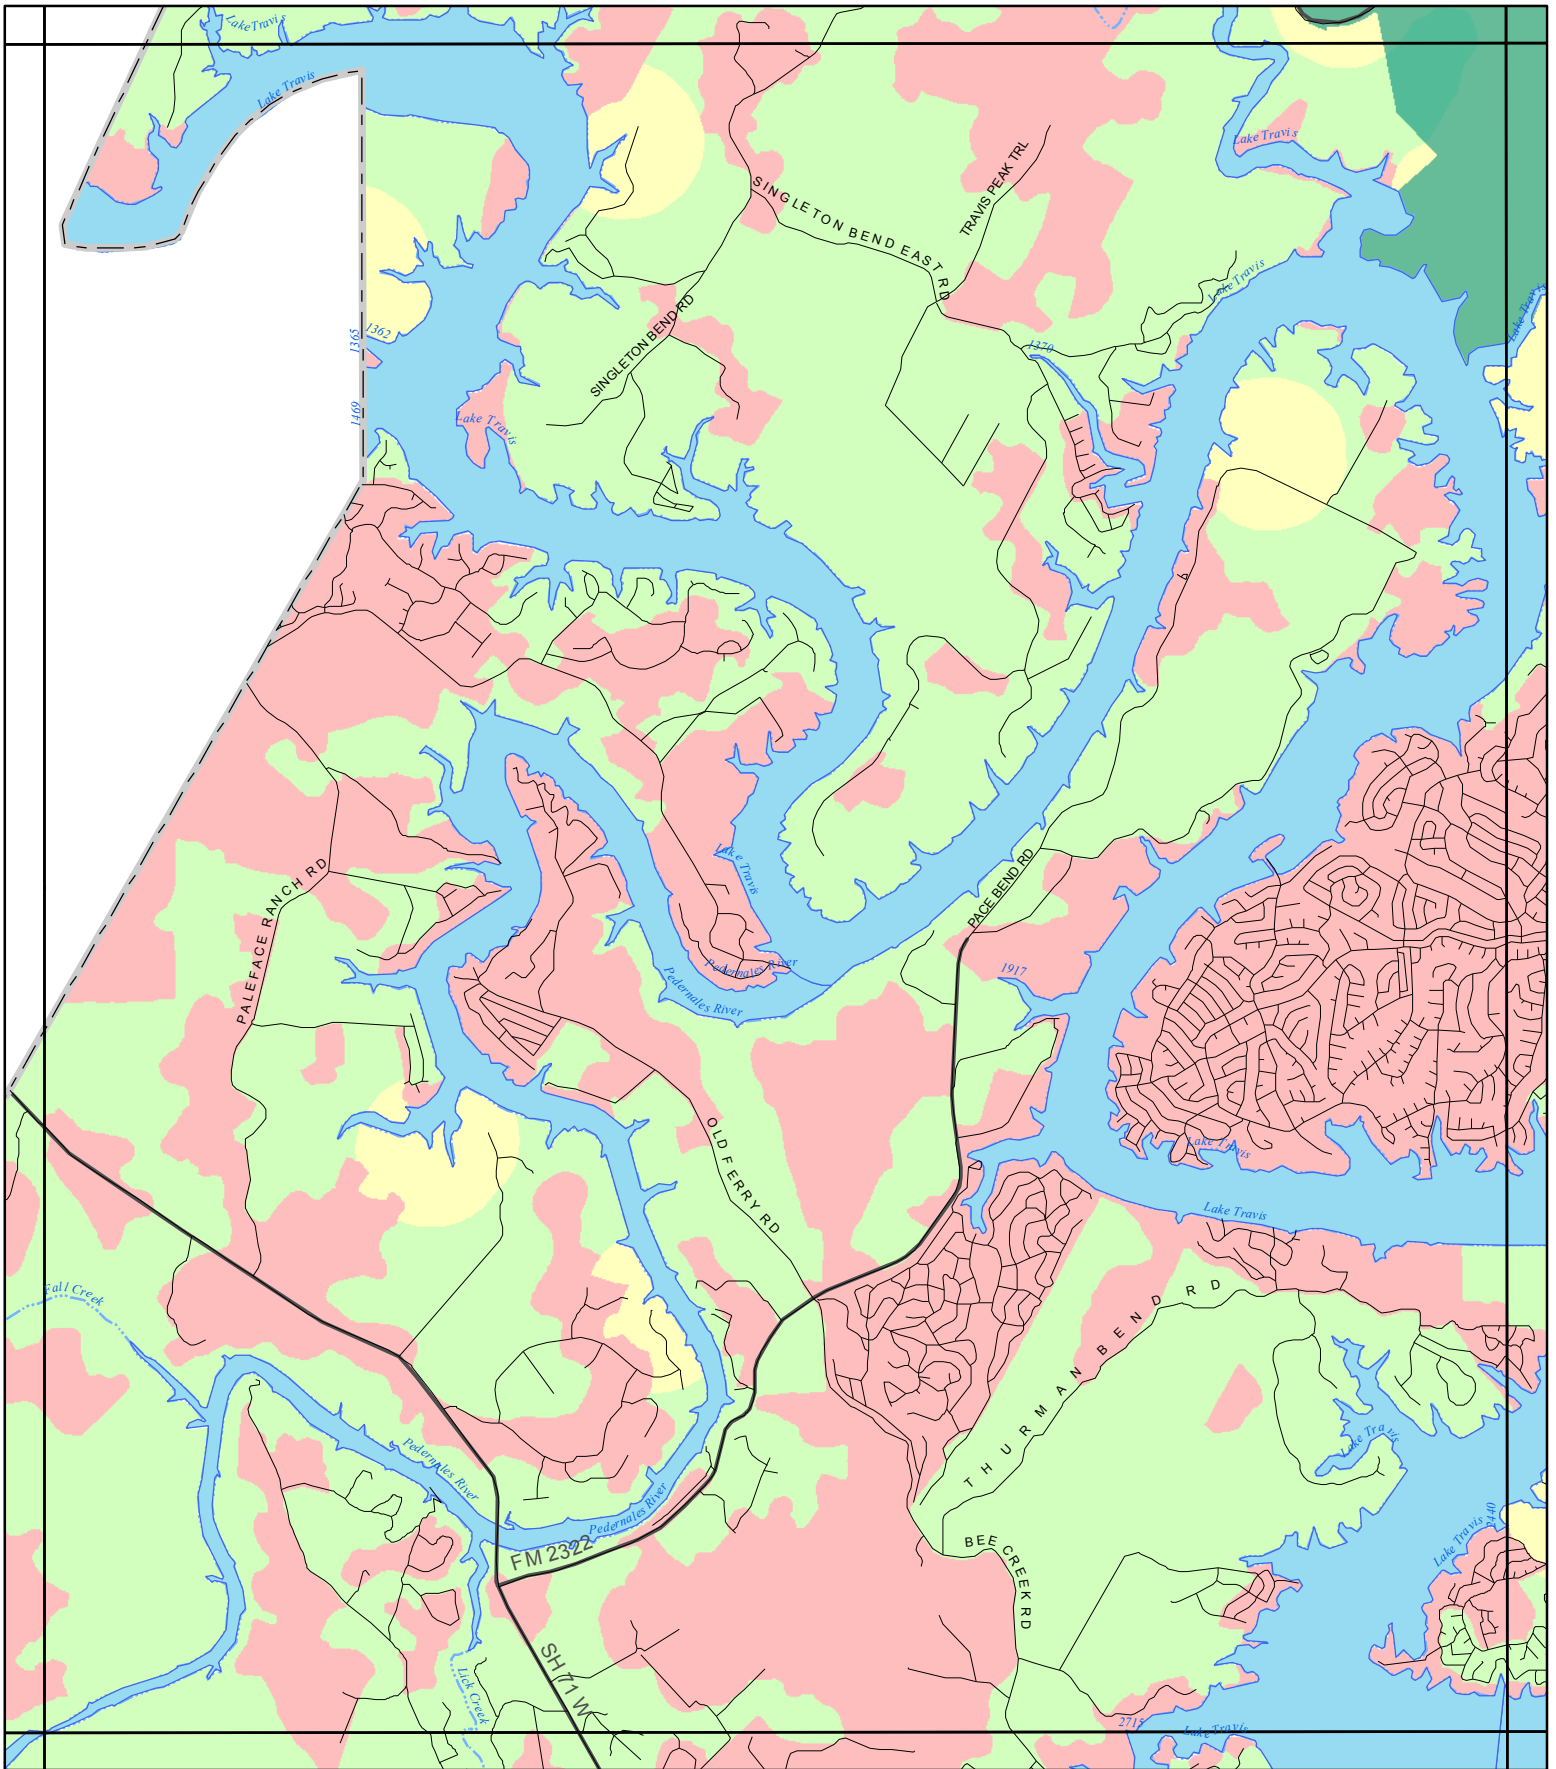 Lake Travis
Lake Travis
Lake Travis
TRAVIS PEAK TRL
SINGLETON BEND EAST RD
Lake Travis
Lake Travis
1362
1365
SINGLETON BEND RD
1370
1469
Lake Travis
Lake Travis
PACE BEND RD
PALEFACE RANCH RD
Pedernales River
1917
Pedernales River
OLD FERRY RD
Lake Travis
Lake Travis
Fall Creek
THURMAN BEND RD
Lake Travis
Pedernales River
Pedernales River
2440
Lake Travis
FM 2322
BEE CREEK RD
SH 71 W
Lick Creek
2715
Lake Travis